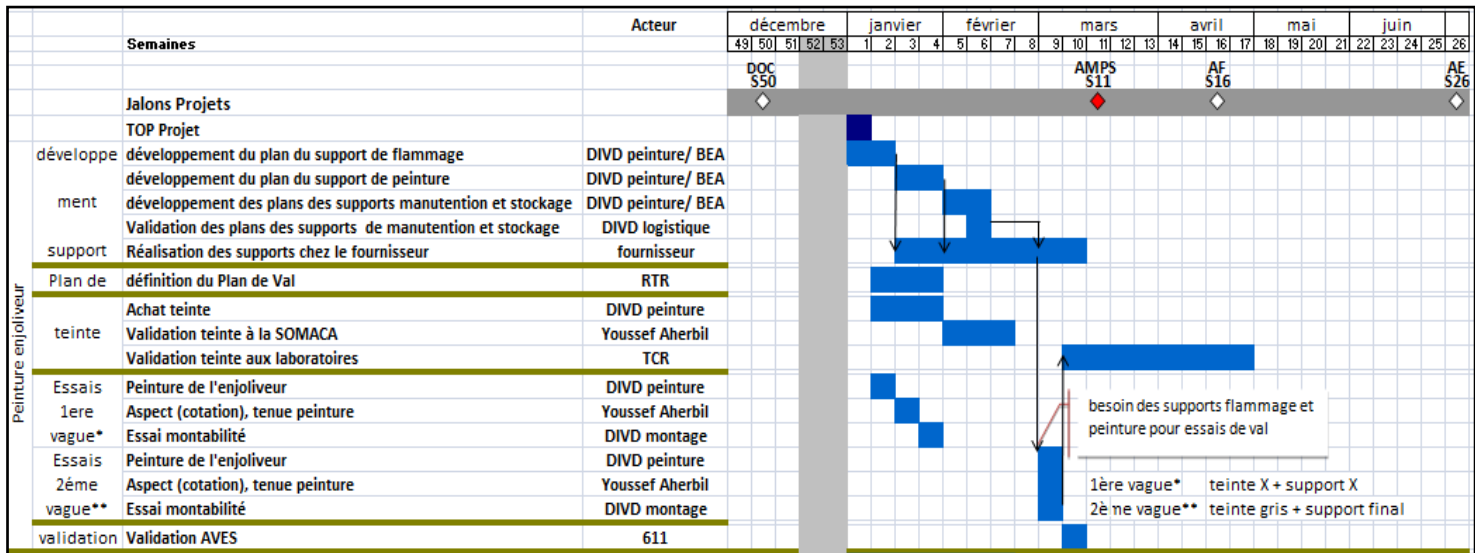 Acteur décembre janvier février mars avril mai juin
Semaines 49 50 51 52 53 1 2 3 4 5 6 7 8 9 10 11 12 13 14 15 16 17 18 19 20 21 22 23 24 25 26
DOC AMPS AF AE
S50 S11 S16 S26
Jalons Projets
TOP Projet
Peinture enjoliveur
développe développement du plan du support de flammage DIVD peinture/ BEA
développement du plan du support de peinture DIVD peinture/ BEA
ment développement des plans des supports manutention et stockage DIVD peinture/ BEA
Validation des plans des supports de manutention et stockage DIVD logistique
support Réalisation des supports chez le fournisseur fournisseur
Plan de définition du Plan de Val RTR
Achat teinte DIVD peinture
teinte Validation teinte à la SOMACA Youssef Aherbil
Validation teinte aux laboratoires TCR
Essais Peinture de l'enjoliveur DIVD peinture
1ere Aspect (cotation), tenue peinture Youssef Aherbil
vague* Essai montabilité DIVD montage
besoin des supports flammage et
peinture pour essais de val
Essais Peinture de l'enjoliveur DIVD peinture
2éme Aspect (cotation), tenue peinture Youssef Aherbil 1ère vague* teinte X + support X
vague** Essai montabilité DIVD montage 2ème vague** teinte gris + support final
validation Validation AVES 611